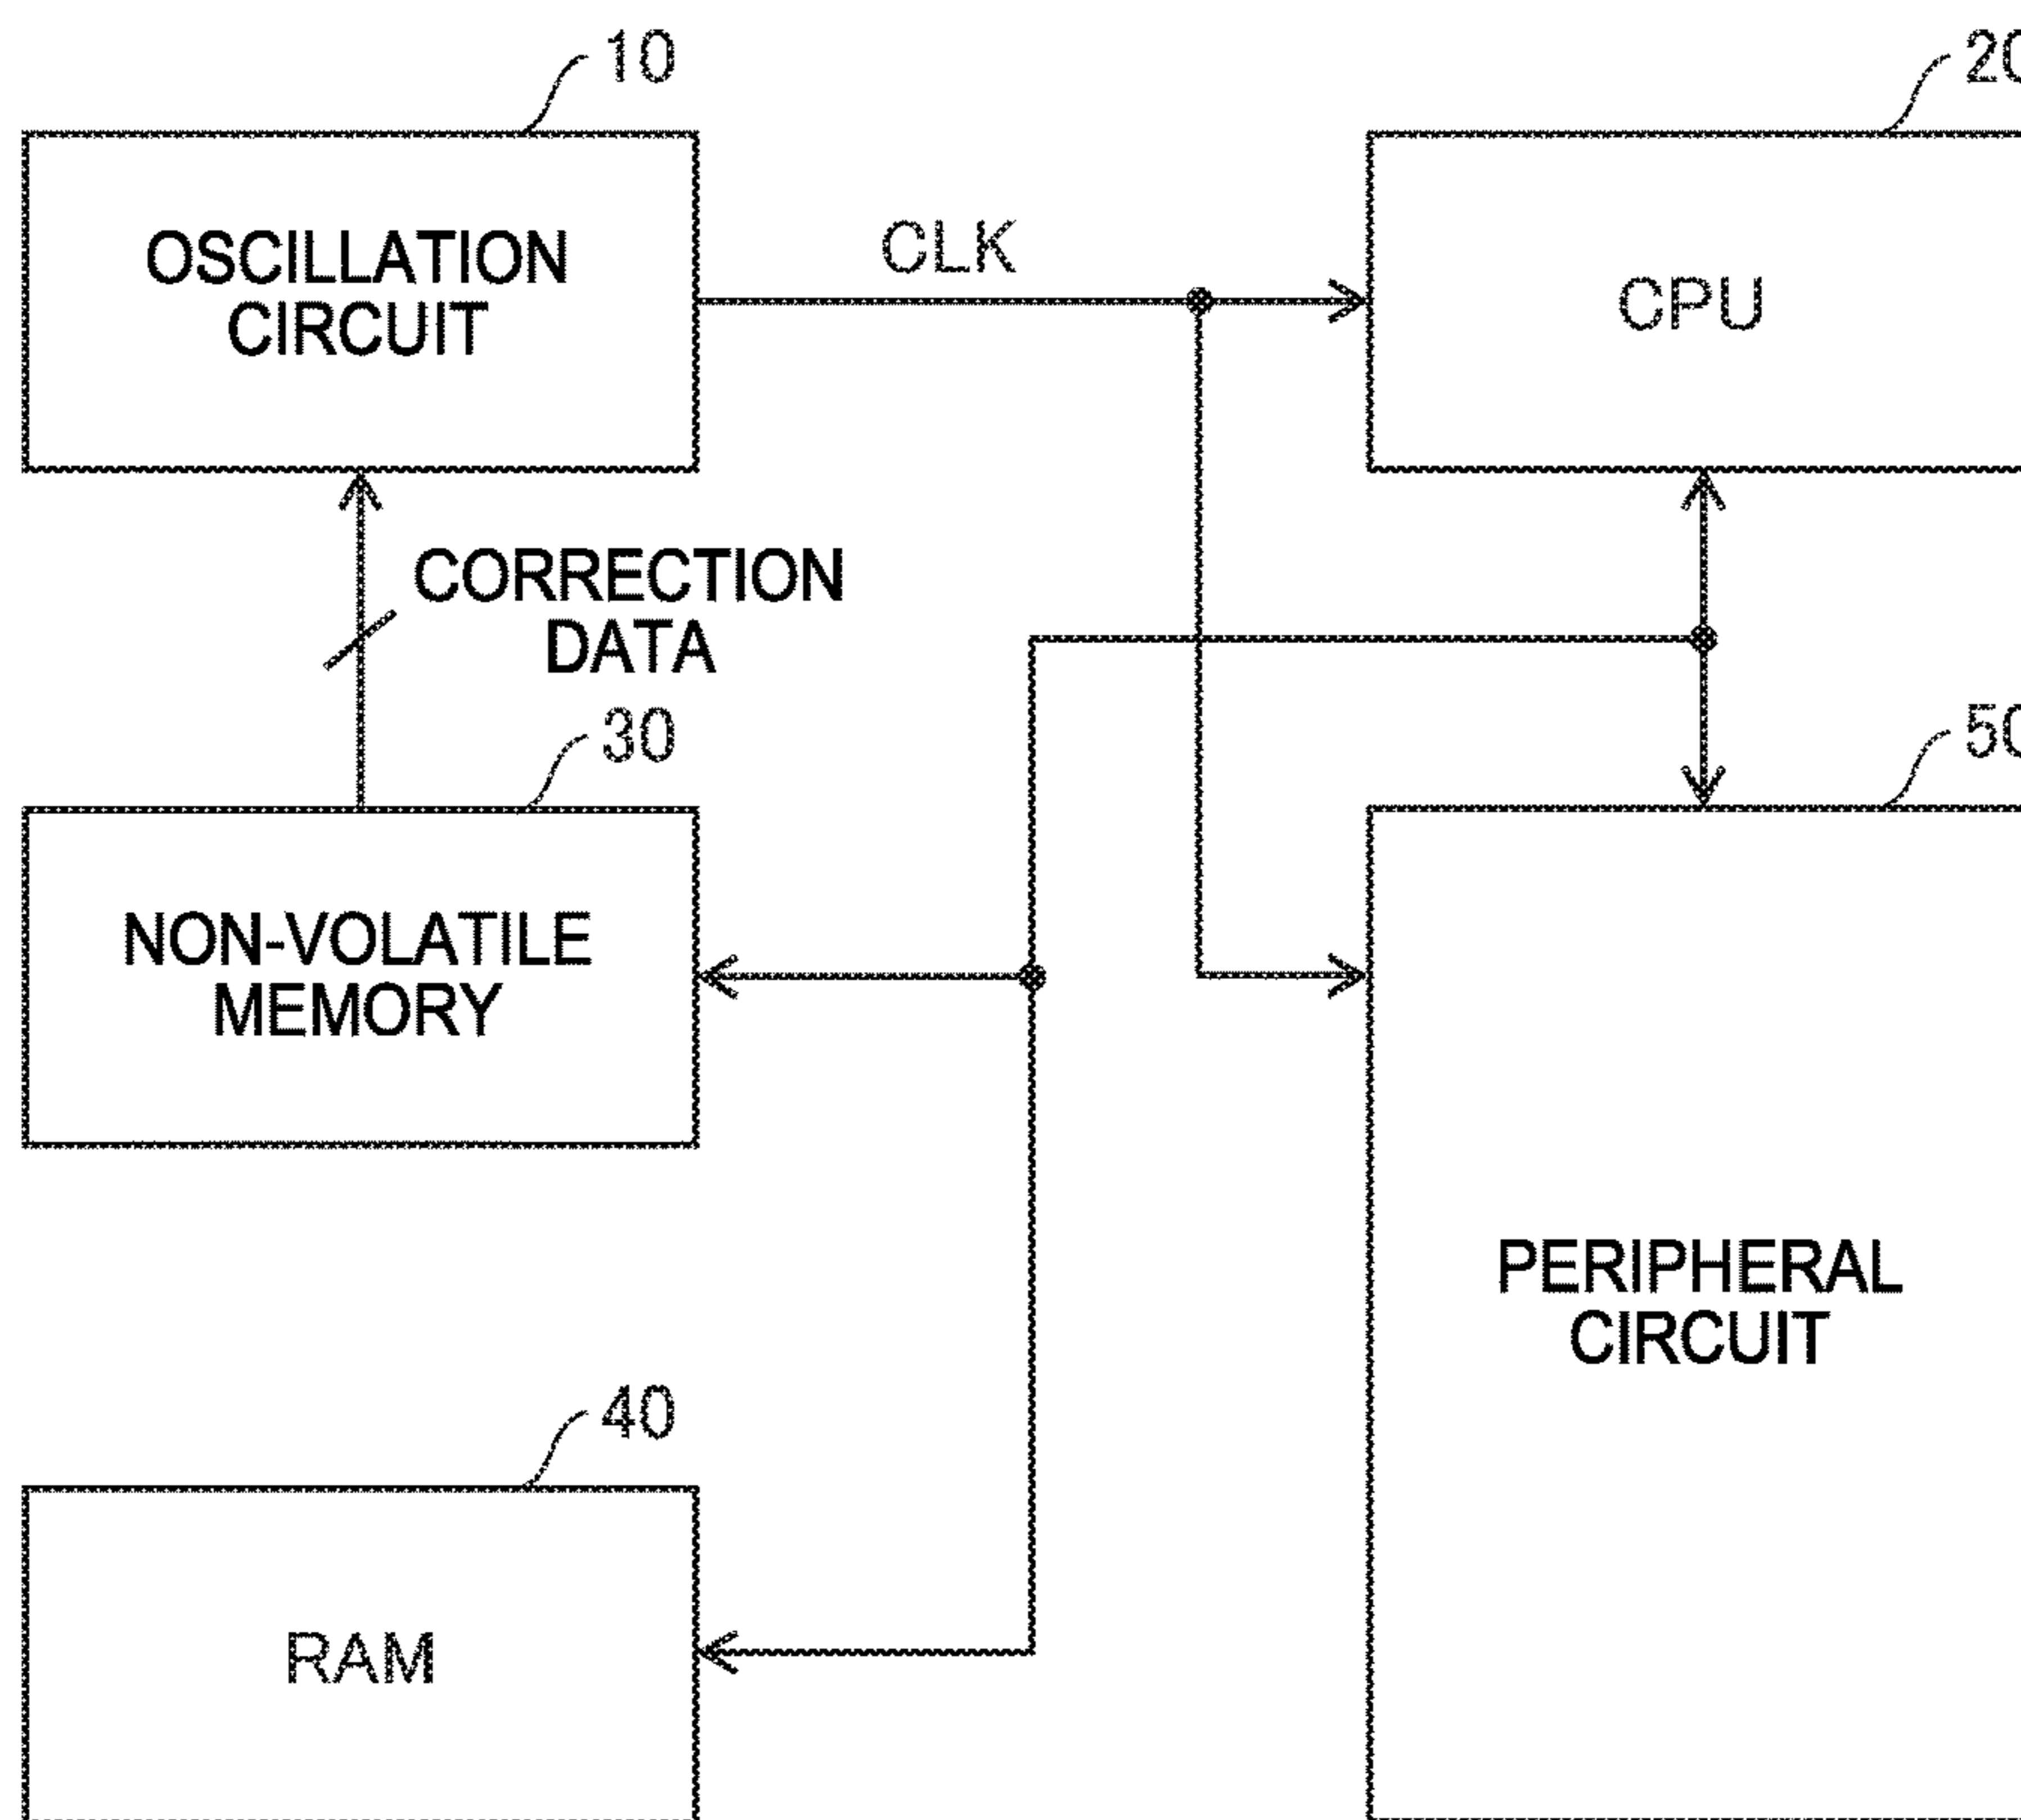 10
20
OSCILLATION
CIRCUIT
CLK
CPU
CORRECTION
DATA
30
50
NON-VOLATILE
MEMORY
PERIPHERAL
CIRCUIT
40
RAM